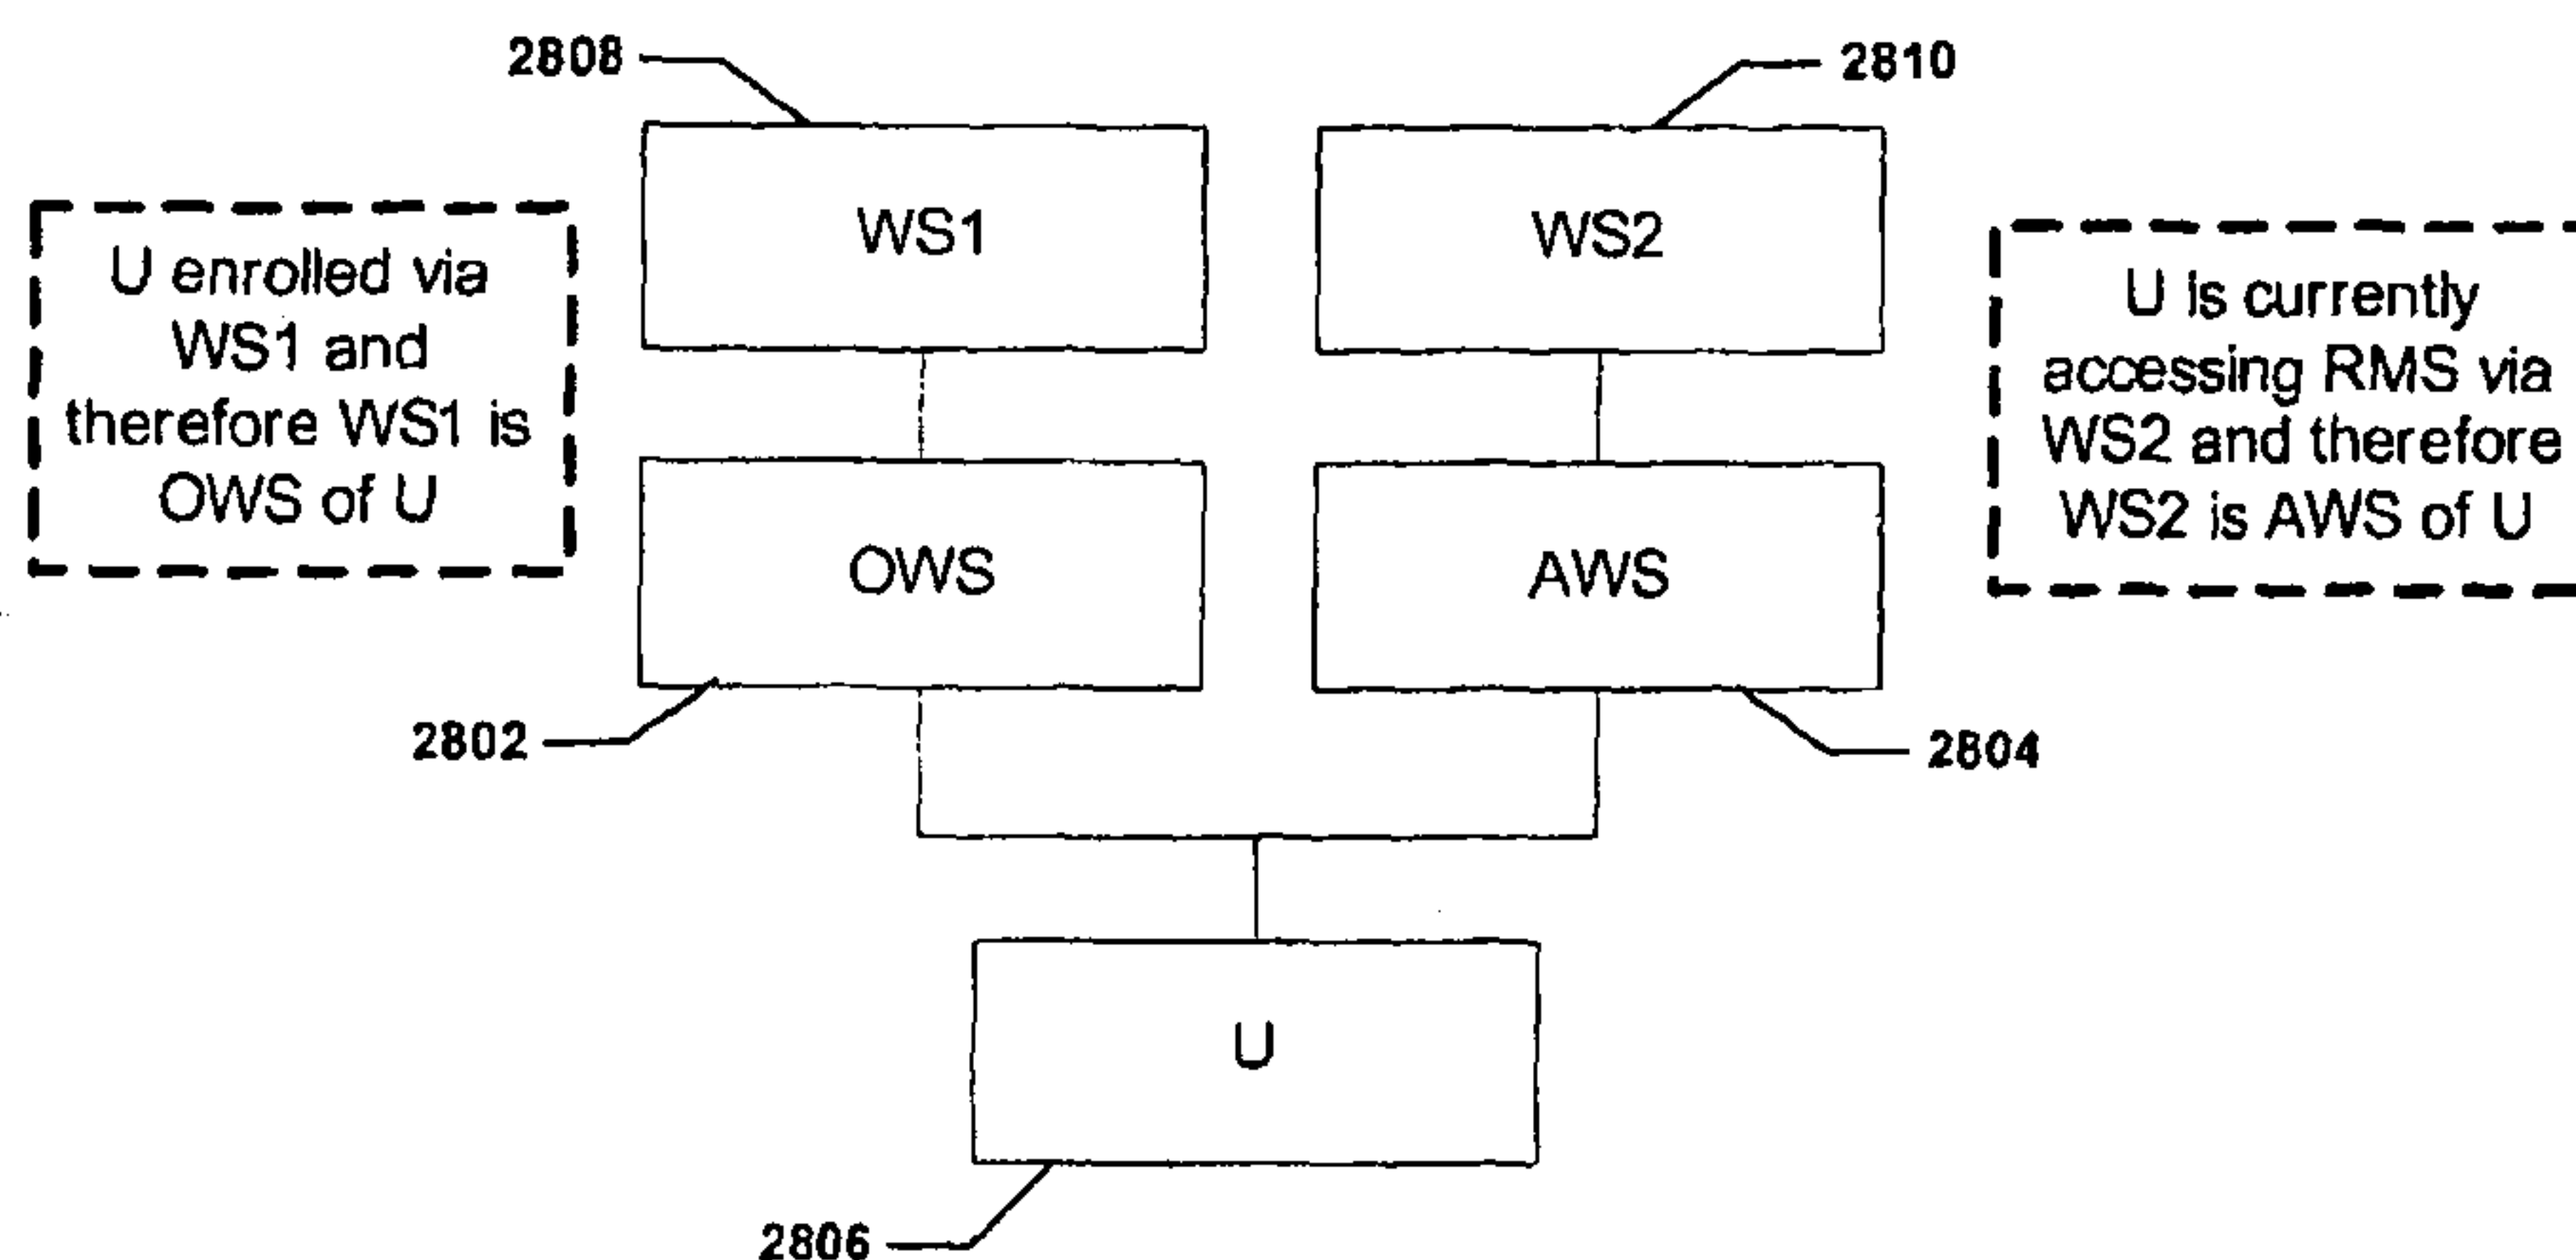 2808
2810
WS1
WS2
U enrolled via
WS1 and
therefore WS1 is
OWS of U
U is currently
accessing RMS via
WS2 and therefore
WS2 is AWS of U
OWS
AWS
2802
2804
U
2806